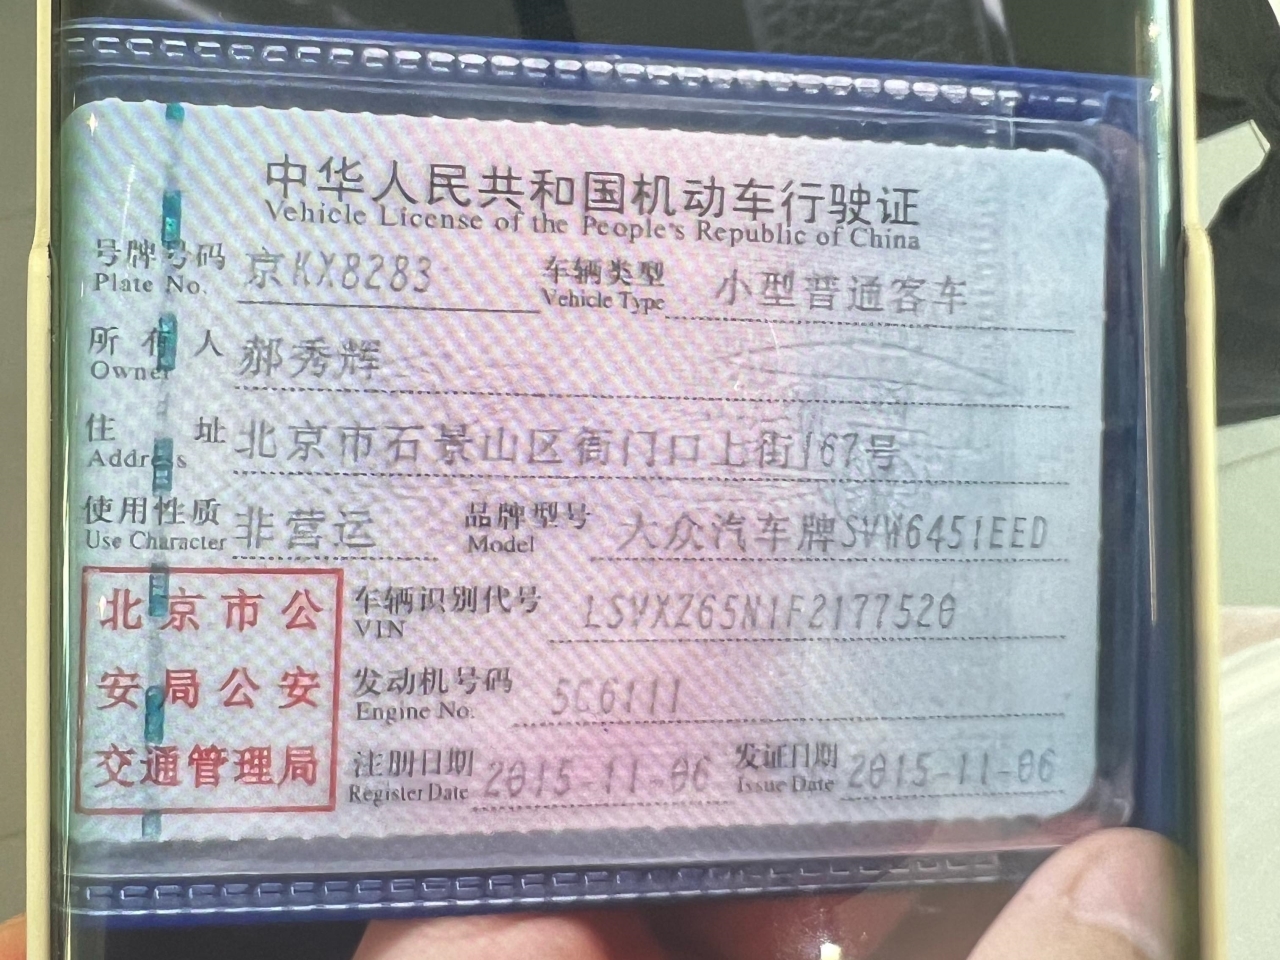 中华人民共和国机动车行驶证
Vehicle License of the People's Republic of China
号牌号码 京KX8283 车辆类型 小型普通客车
Plate No. Vehicle Type
所有人 郝秀辉
Owner
住址 北京市石景山区衙门口上街167号
Address
使用性质 非营运 品牌型号 大众汽车牌SVW6451EED
Use Character Model
北京市公
安局公安
交通管理局
车辆识别代号 LSVXZ65N1F2177520
VIN
发动机号码 5C6111
Engine No.
注册日期 2015-11-06 发证日期 2015-11-06
Register Date Issue Date